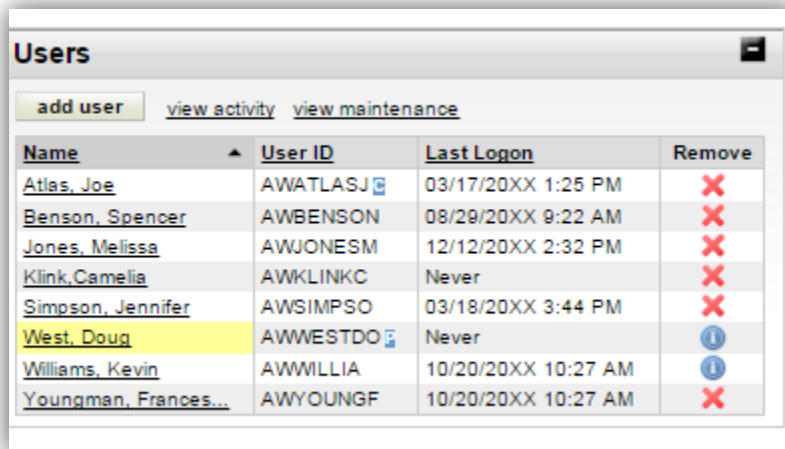 Users
add user view activity view maintenance
Name User ID Last Logon Remove
Atlas, Joe AWATLASJ C 03/17/20XX 1:25 PM
Benson, Spencer AWBENSON 08/29/20XX 9:22 AM
Jones, Melissa AWJONESM 12/12/20XX 2:32 PM
Klink,Camelia AWKLINKC Never
Simpson, Jennifer AWSIMPSO 03/18/20XX 3:44 PM
West, Doug AWWESTDO P Never
Williams, Kevin AWWILLIA 10/20/20XX 10:27 AM
Youngman, Frances... AWYOUNGF 10/20/20XX 10:27 AM